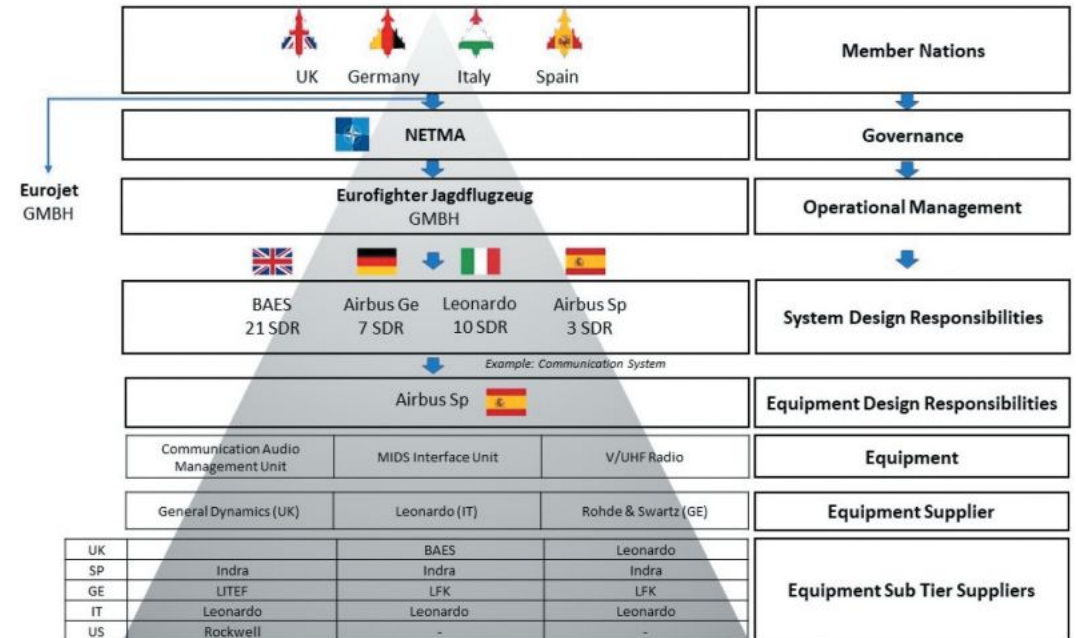 UK Germany Italy Spain
Member Nations
NETMA
Governance
Eurojet
GMBH
Eurofighter Jagdflugzeug
GMBH
Operational Management
BAES Airbus Ge Leonardo Airbus Sp
21 SDR 7 SDR 10 SDR 3 SDR
System Design Responsibilities
Example: Communication System
Airbus Sp
Equipment Design Responsibilities
Communication Audio
Management Unit
MIDS Interface Unit
V/UHF Radio
Equipment
General Dynamics (UK) Leonardo (IT) Rohde & Swartz (GE)
Equipment Supplier
UK BAES Leonardo
SP Indra Indra Indra
GE LITEF LFK LFK
IT Leonardo Leonardo Leonardo
US Rockwell - -
Equipment Sub Tier Suppliers